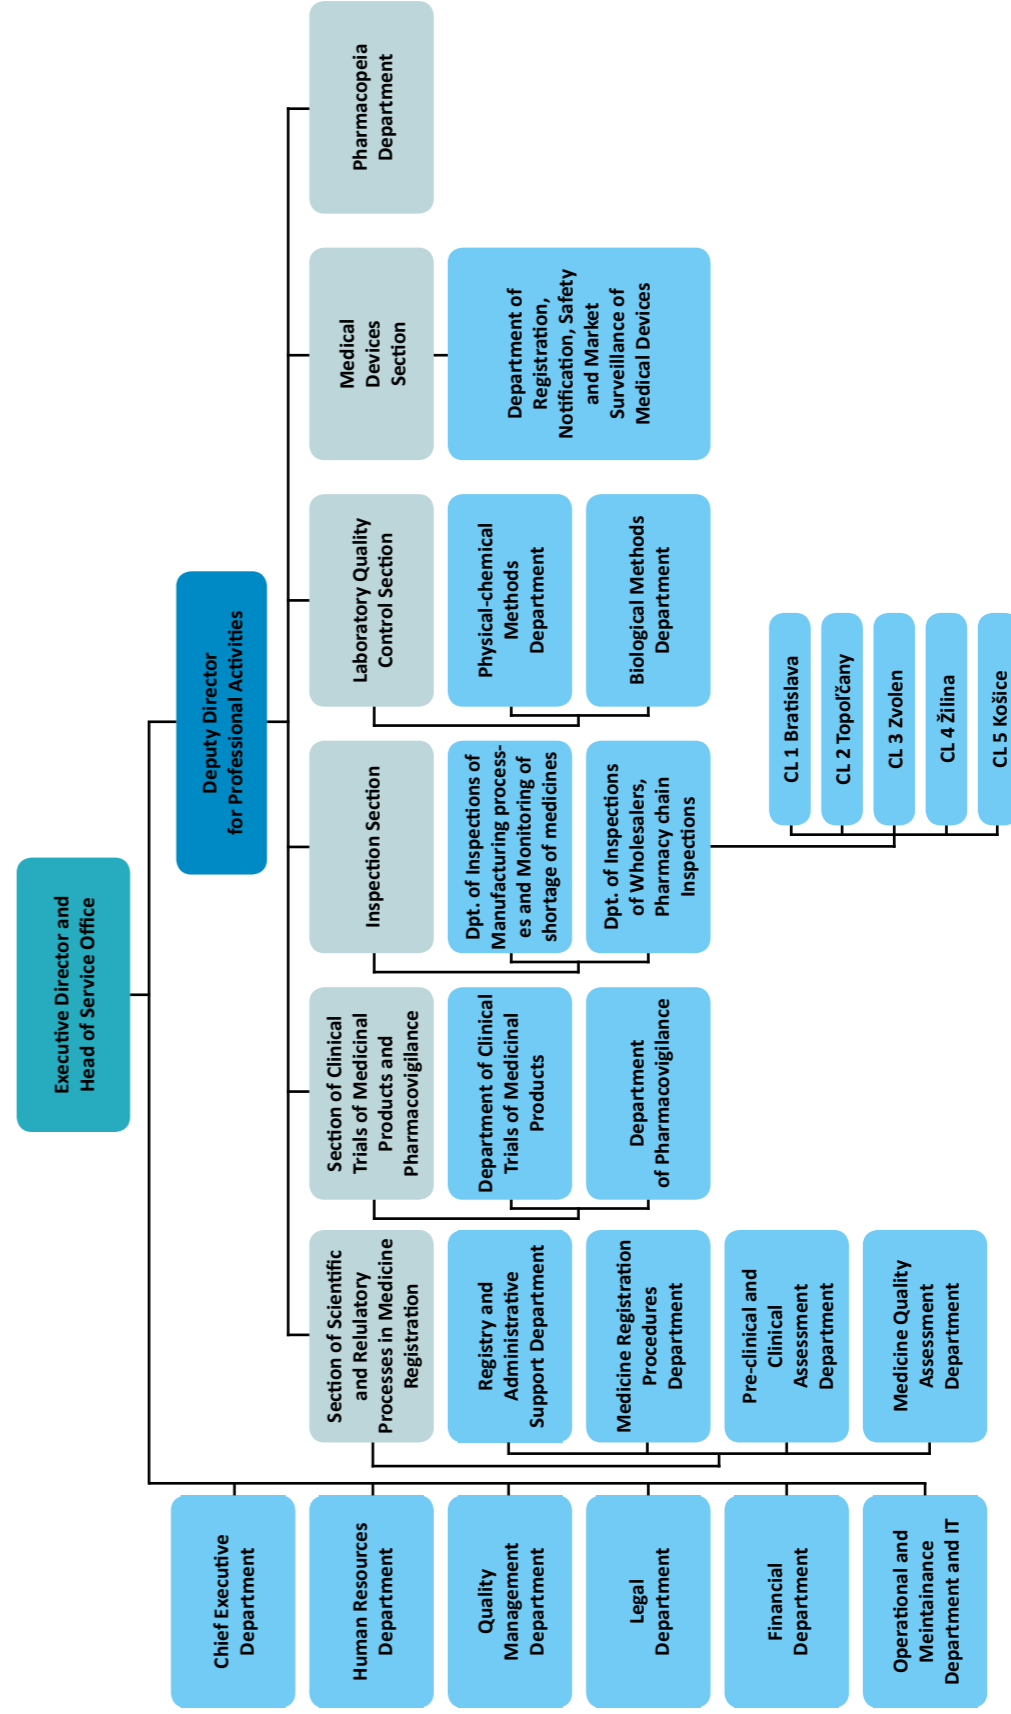 Executive Director and
Head of Service Office
Deputy Director
for Professional Activities
Chief Executive
Department
Human Resources
Department
Quality
Management
Department
Legal
Department
Financial
Department
Operational and
Meintainance
Department and IT
Section of Scientific
and Relulatory
Processes in Medicine
Registration
Registry and
Administrative
Support Department
Medicine Registration
Procedures
Department
Pre-clinical and
Clinical
Assessment
Department
Medicine Quality
Assessment
Department
Section of Clinical
Trials of Medicinal
Products and
Pharmacovigilance
Department of Clinical
Trials of Medicinal
Products
Department
of Pharmacovigilance
Inspection Section
Dpt. of Inspections of
Manufacturing process-
es and Monitoring of
shortage of medicines
Dpt. of Inspections
of Wholesalers,
Pharmacy chain
Inspections
CL 1 Bratislava
CL 2 Topoľčany
CL 3 Zvolen
CL 4 Žilina
CL 5 Košice
Laboratory Quality
Control Section
Physical-chemical
Methods
Department
Biological Methods
Department
Medical
Devices
Section
Department of
Registration,
Notification, Safety
and Market
Surveillance of
Medical Devices
Pharmacopeia
Department